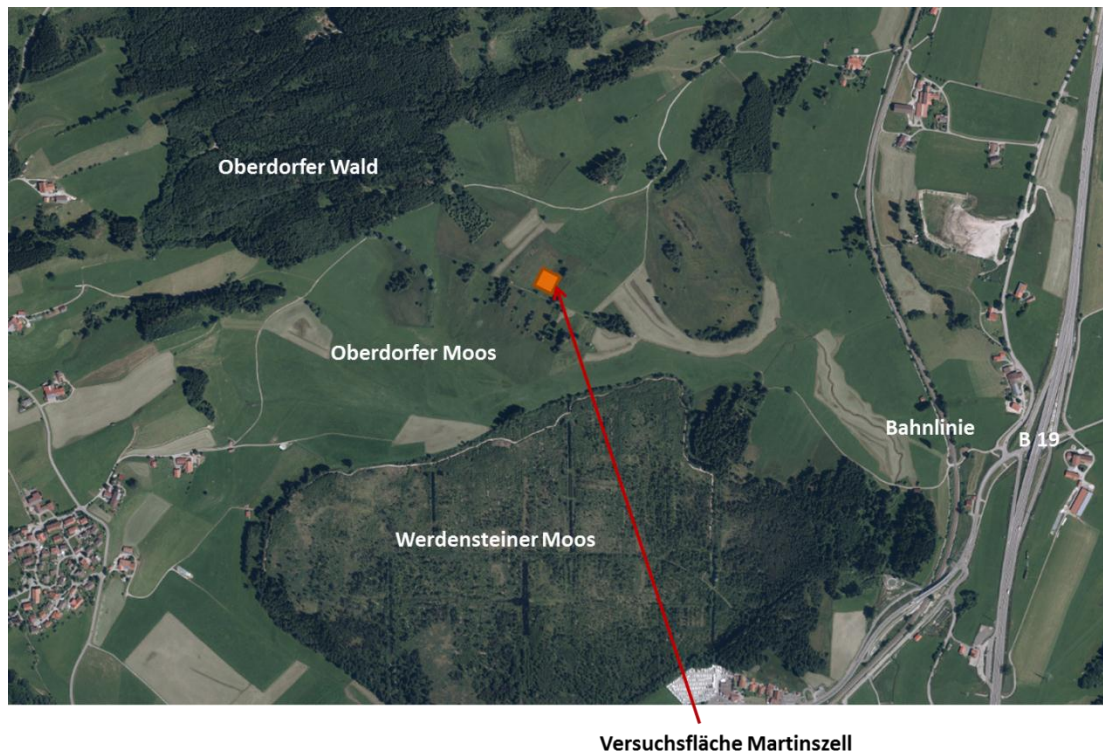 Oberdorfer Wald
Oberdorfer Moos
Bahnlinie
B 19
Werdensteiner Moos
Versuchsfläche Martinszell